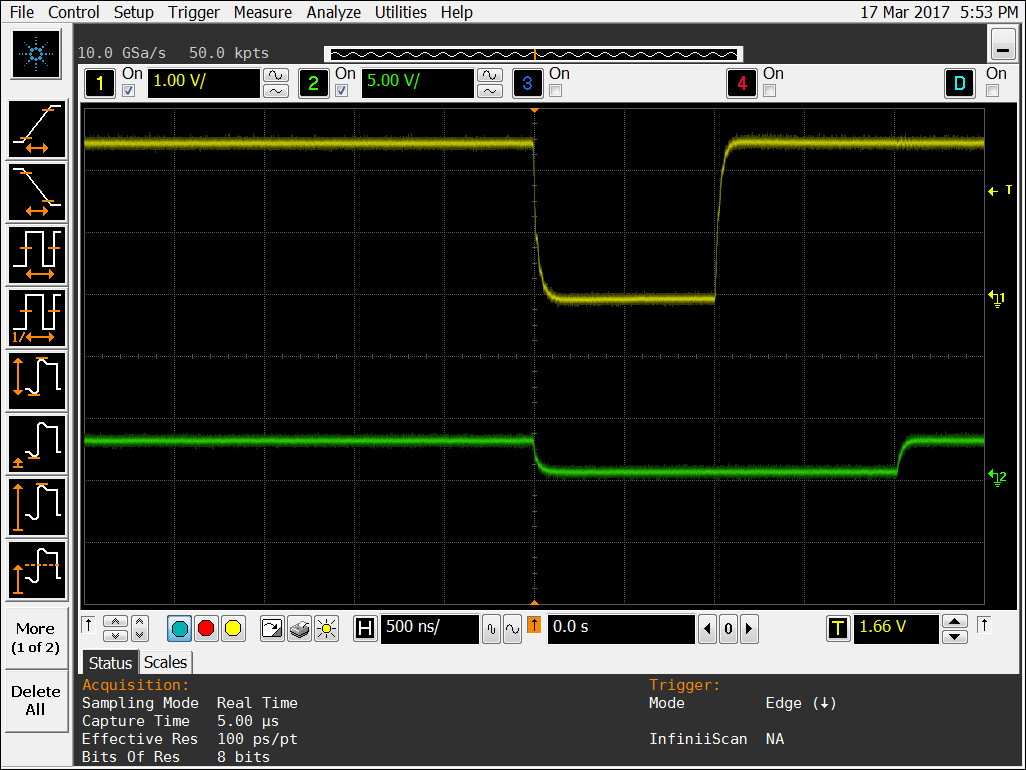 File Control Setup Trigger Measure Analyze Utilities Help 17 Mar 2017 5:53 PM
10.0 GSa/s 50.0 kpts
1 On 1.00 V/ 2 On 5.00 V/ 3 On 4 On D On
T
1
2
1/
More
(1 of 2)
Delete
All
H 500 ns/ 0.0 s 0 T 1.66 V
Status Scales
Acquisition: Trigger:
Sampling Mode Real Time Mode Edge (↓)
Capture Time 5.00 µs
Effective Res 100 ps/pt InfiniiScan NA
Bits Of Res 8 bits